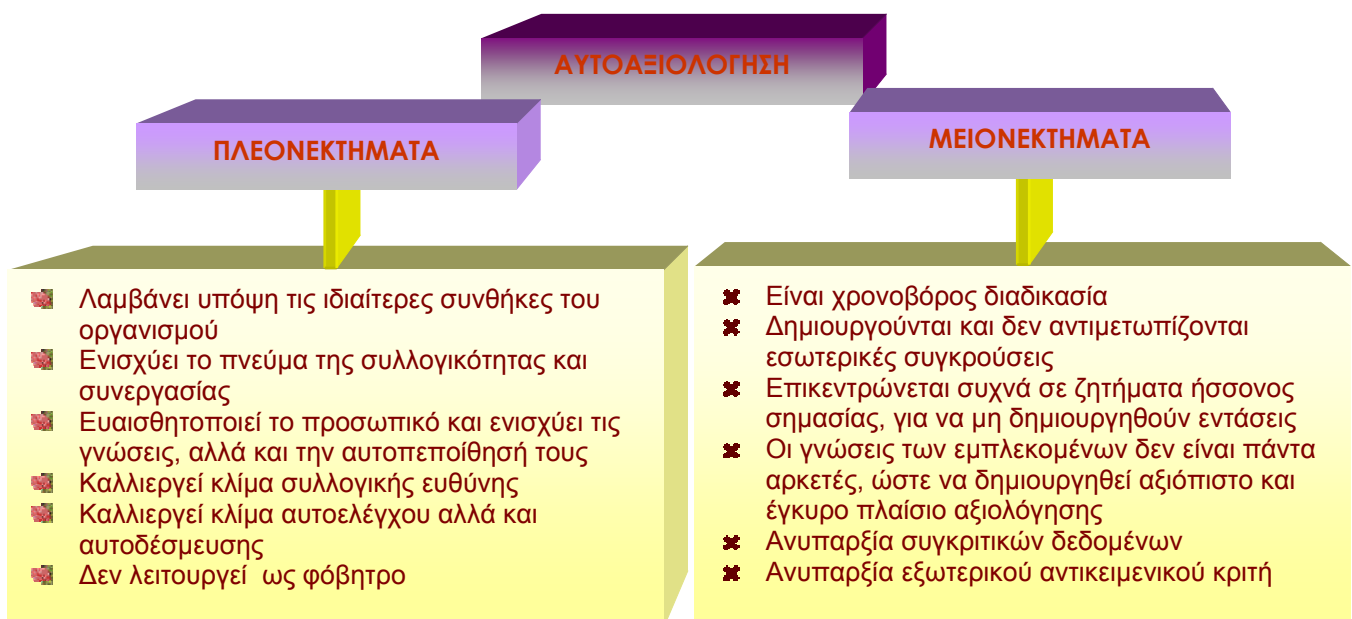 ΑΥΤΟΑΞΙΟΛΟΓΗΣΗ
ΠΛΕΟΝΕΚΤΗΜΑΤΑ
Λαμβάνει υπόψη τις ιδιαίτερες συνθήκες του
οργανισμού
Ενισχύει το πνεύμα της συλλογικότητας και
συνεργασίας
Ευαισθητοποιεί το προσωπικό και ενισχύει τις
γνώσεις, αλλά και την αυτοπεποίθησή τους
Καλλιεργεί κλίμα συλλογικής ευθύνης
Καλλιεργεί κλίμα αυτοελέγχου αλλά και
αυτοδέσμευσης
Δεν λειτουργεί ως φόβητρο
ΜΕΙΟΝΕΚΤΗΜΑΤΑ
Είναι χρονοβόρος διαδικασία
Δημιουργούνται και δεν αντιμετωπίζονται
εσωτερικές συγκρούσεις
Επικεντρώνεται συχνά σε ζητήματα ήσσονος
σημασίας, για να μη δημιουργηθούν εντάσεις
Οι γνώσεις των εμπλεκομένων δεν είναι πάντα
αρκετές, ώστε να δημιουργηθεί αξιόπιστο και
έγκυρο πλαίσιο αξιολόγησης
Ανυπαρξία συγκριτικών δεδομένων
Ανυπαρξία εξωτερικού αντικειμενικού κριτή